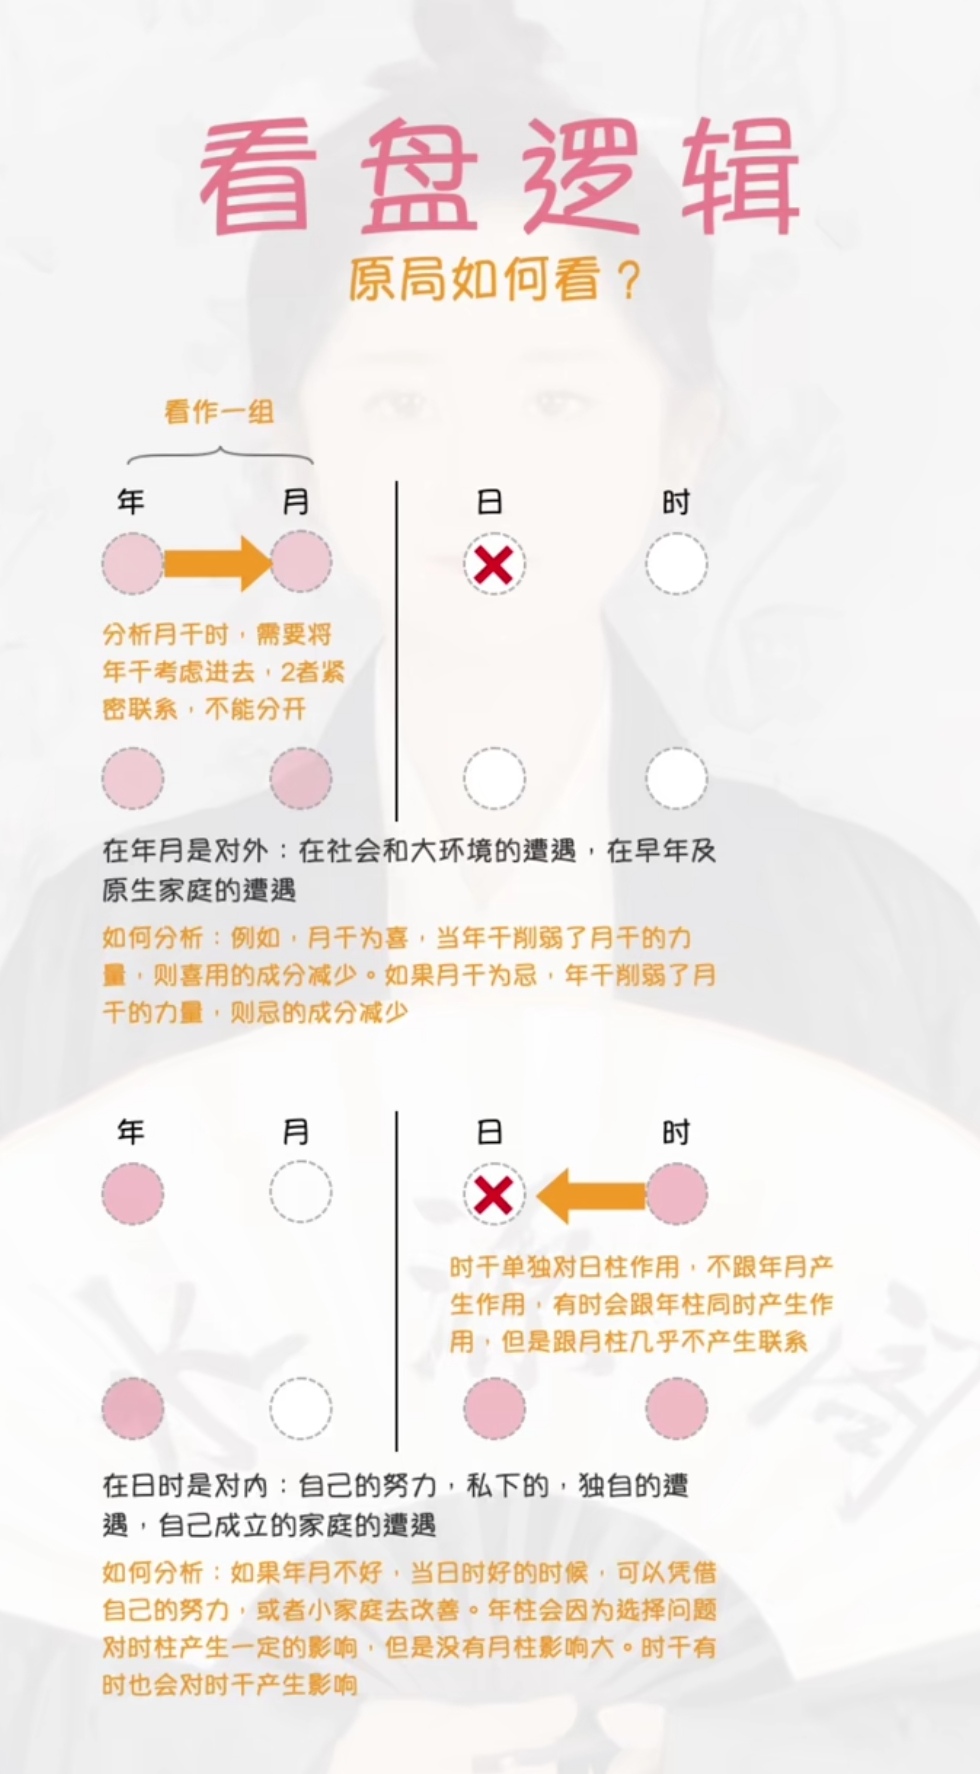 看盘逻辑
原局如何看？
看作一组
年 月 日 时
分析月干时，需要将
年干考虑进去，2者紧
密联系，不能分开
在年月是对外：在社会和大环境的遭遇，在早年及
原生家庭的遭遇
如何分析：例如，月干为喜，当年干削弱了月干的力
量，则喜用的成分减少。如果月干为忌，年干削弱了月
干的力量，则忌的成分减少
年 月 日 时
时干单独对日柱作用，不跟年月产
生作用，有时会跟年柱同时产生作
用，但是跟月柱几乎不产生联系
在日时是对内：自己的努力，私下的，独自的遭
遇，自己成立的家庭的遭遇
如何分析：如果年月不好，当日时好的时候，可以凭借
自己的努力，或者小家庭去改善。年柱会因为选择问题
对时柱产生一定的影响，但是没有月柱影响大。时干有
时也会对时干产生影响